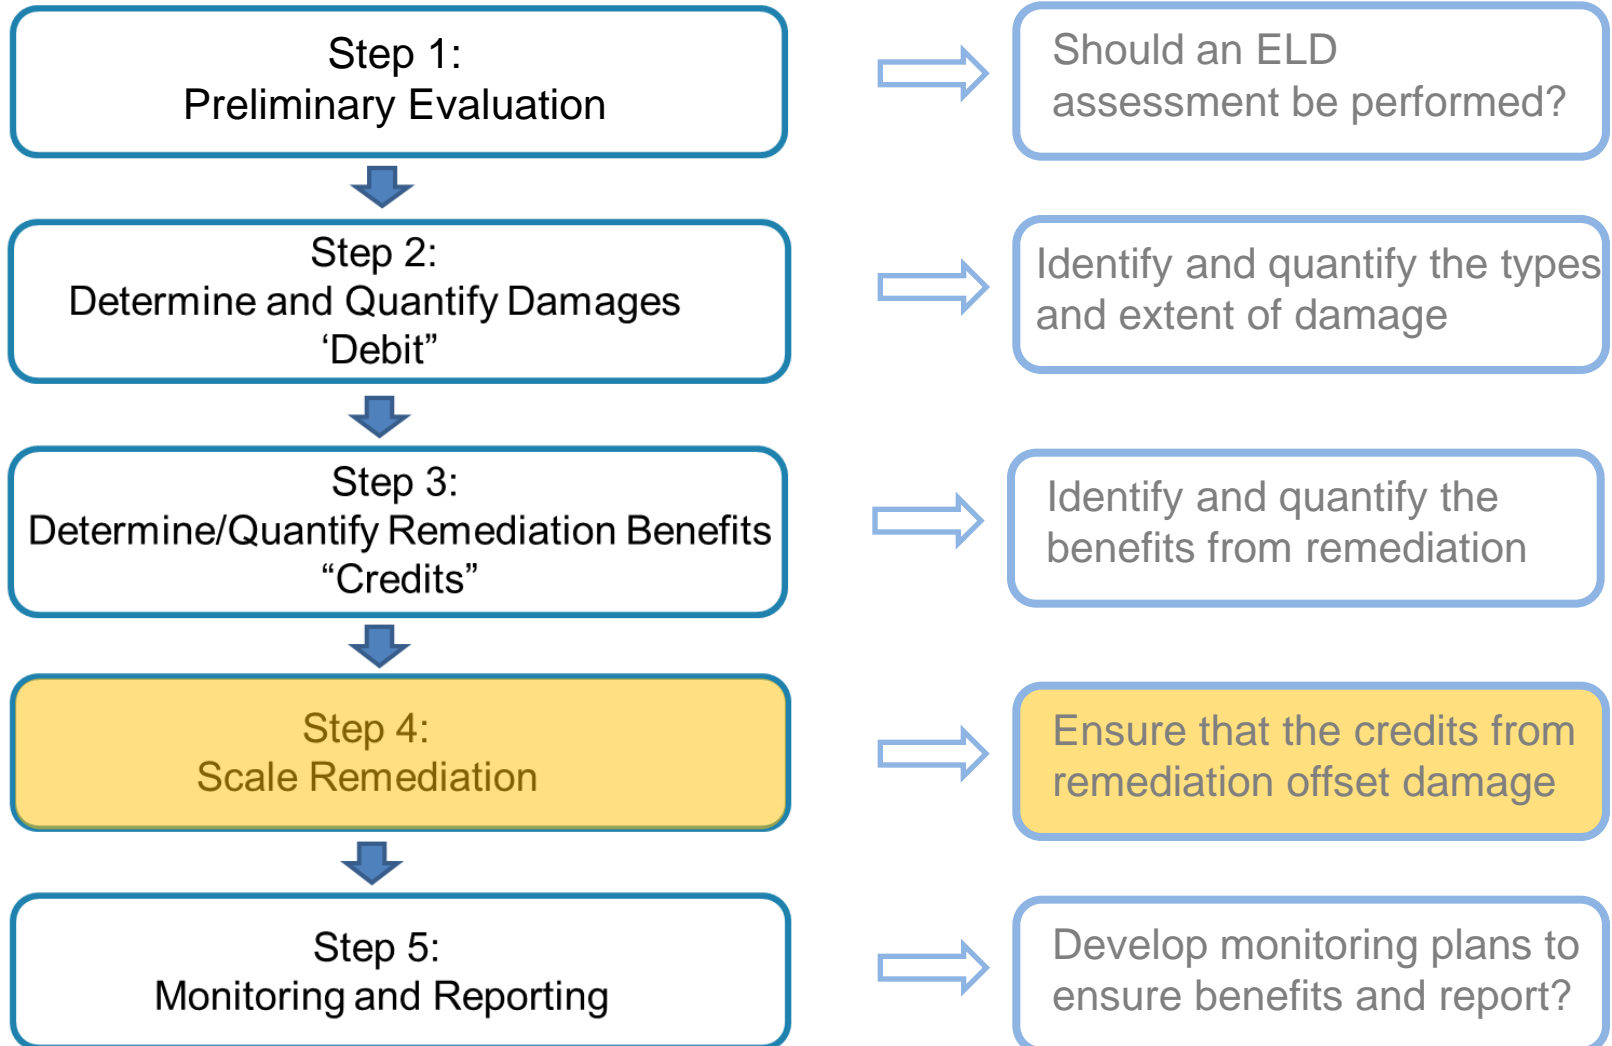 Step 1:
Preliminary Evaluation
Should an ELD
assessment be performed?
Step 2:
Determine and Quantify Damages
‘Debit”
Identify and quantify the types
and extent of damage
Step 3:
Determine/Quantify Remediation Benefits
“Credits”
Identify and quantify the
benefits from remediation
Step 4:
Scale Remediation
Ensure that the credits from
remediation offset damage
Step 5:
Monitoring and Reporting
Develop monitoring plans to
ensure benefits and report?